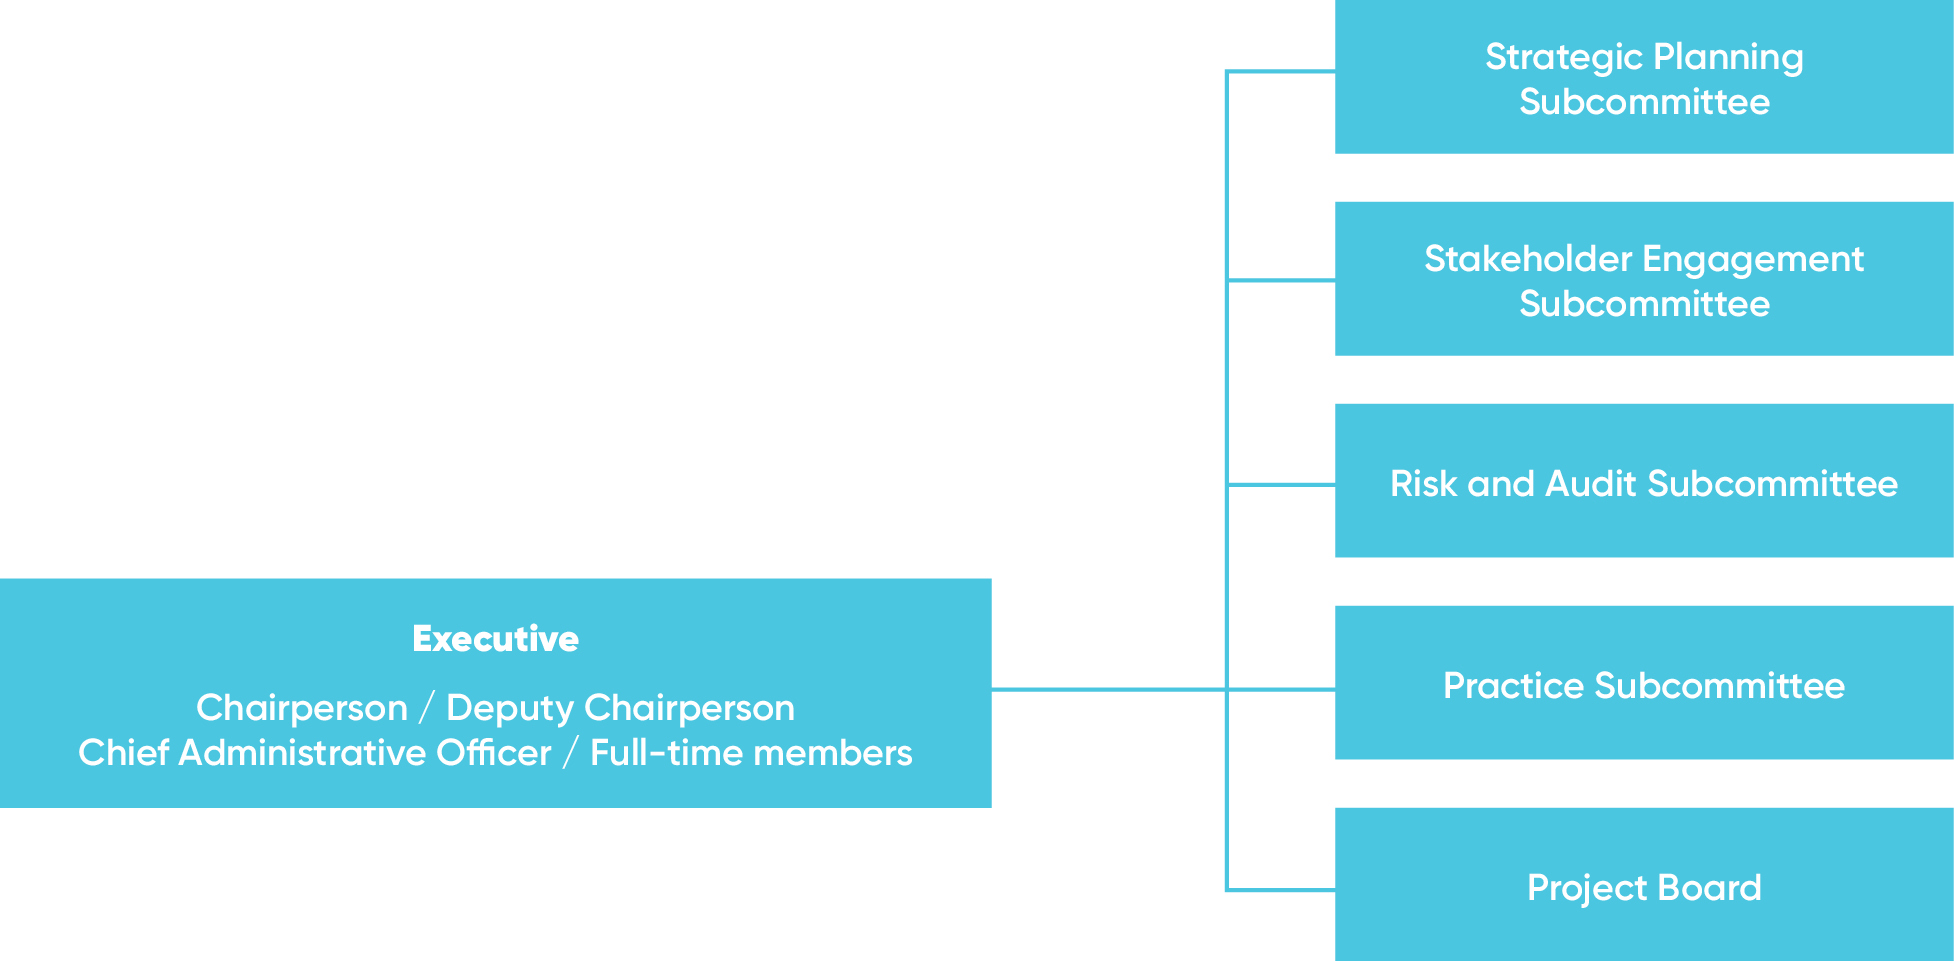 Strategic Planning
Subcommittee
Stakeholder Engagement
Subcommittee
Risk and Audit Subcommittee
Executive
Chairperson / Deputy Chairperson
Chief Administrative Officer / Full-time members
Practice Subcommittee
Project Board